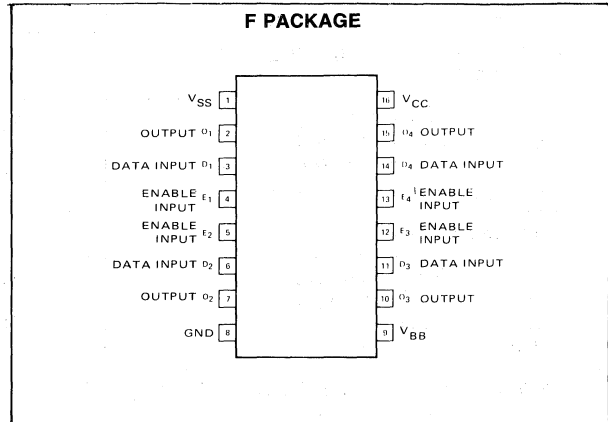 F PACKAGE
VSS 1
OUTPUT O1 2
DATA INPUT D1 3
ENABLE E1 4
INPUT
ENABLE E2 5
INPUT
DATA INPUT D2 6
OUTPUT O2 7
GND 8
16 VCC
15 O4 OUTPUT
14 D4 DATA INPUT
13 E4 ENABLE
INPUT
12 E3 ENABLE
INPUT
11 D3 DATA INPUT
10 O3 OUTPUT
9 VBB